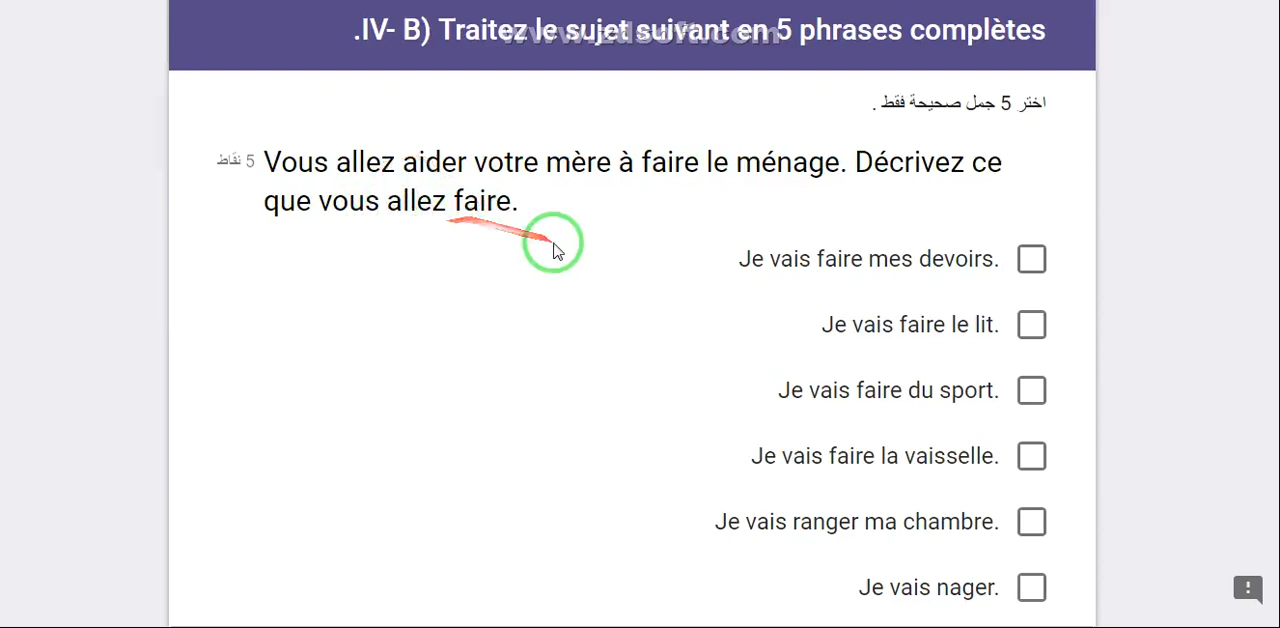 .IV- B) Traitez le sujet suivant en 5 phrases complètes
www.zdsoft.com
اختر 5 جمل صحيحة فقط .
Vous allez aider votre mère à faire le ménage. Décrivez ce
que vous allez faire.
5 نقاط
Je vais faire mes devoirs.
Je vais faire le lit.
Je vais faire du sport.
Je vais faire la vaisselle.
Je vais ranger ma chambre.
Je vais nager.